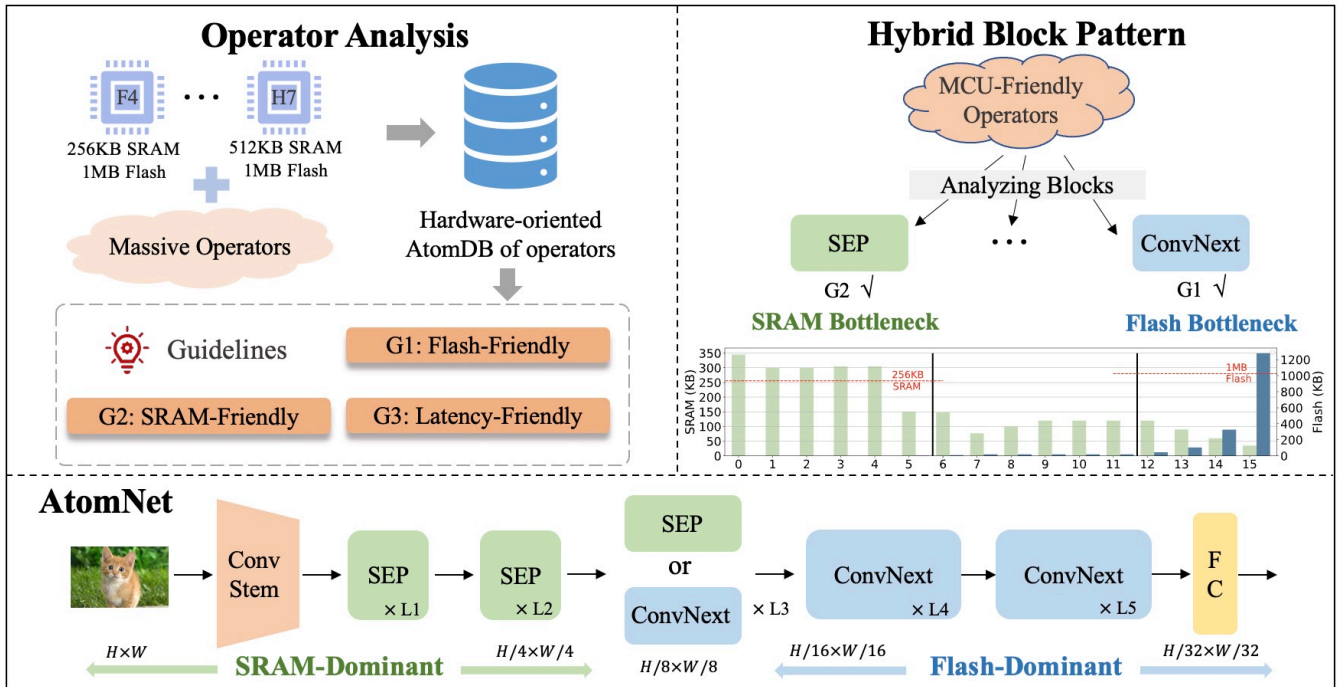 Operator Analysis
F4
H7
256KB SRAM
1MB Flash
512KB SRAM
1MB Flash
Massive Operators
Hardware-oriented
AtomDB of operators
Guidelines
G1: Flash-Friendly
G2: SRAM-Friendly
G3: Latency-Friendly
Hybrid Block Pattern
MCU-Friendly
Operators
Analyzing Blocks
SEP
ConvNext
G2 √
G1 √
SRAM Bottleneck
Flash Bottleneck
SRAM (KB)
350
300
250
200
150
100
50
0
256KB
SRAM
1MB
Flash
1200
1000
800
600
400
200
0
Flash (KB)
0 1 2 3 4 5 6 7 8 9 10 11 12 13 14 15
AtomNet
Conv
Stem
SEP
× L1
SEP
× L2
SEP
or
ConvNext
× L3
ConvNext
× L4
ConvNext
× L5
F
C
H×W
SRAM-Dominant
H/4×W/4
H/8×W/8
H/16×W/16
Flash-Dominant
H/32×W/32